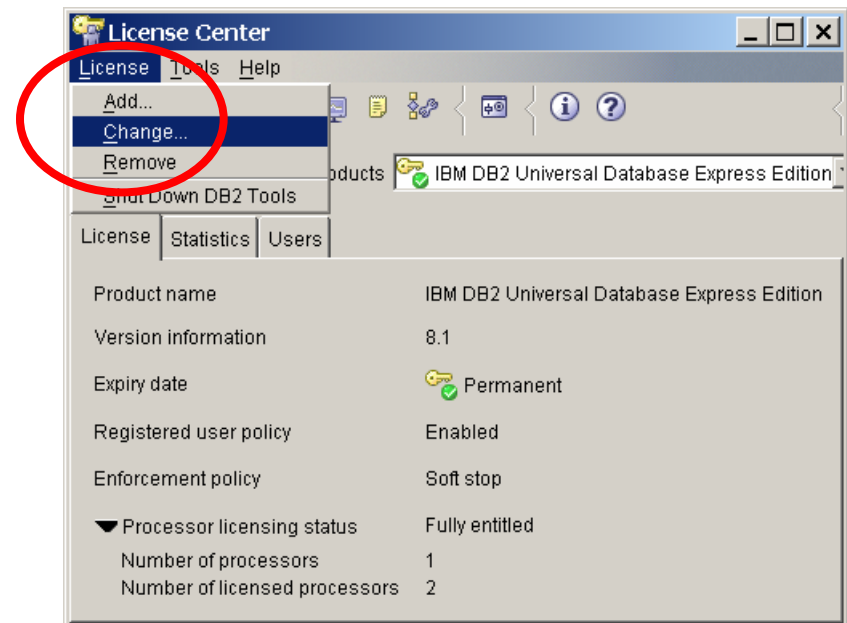 License Center
License Tools Help
Add...
Change...
Remove
oducts IBM DB2 Universal Database Express Edition
Shut Down DB2 Tools
License Statistics Users
Product name IBM DB2 Universal Database Express Edition
Version information 8.1
Expiry date Permanent
Registered user policy Enabled
Enforcement policy Soft stop
Processor licensing status Fully entitled
Number of processors 1
Number of licensed processors 2